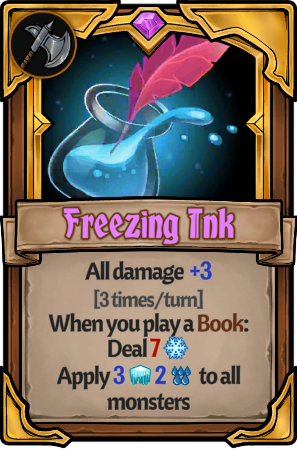 Freezing Ink
All damage +3
[3 times/turn]
When you play a Book:
Deal 7
Apply 3 2 to all
monsters